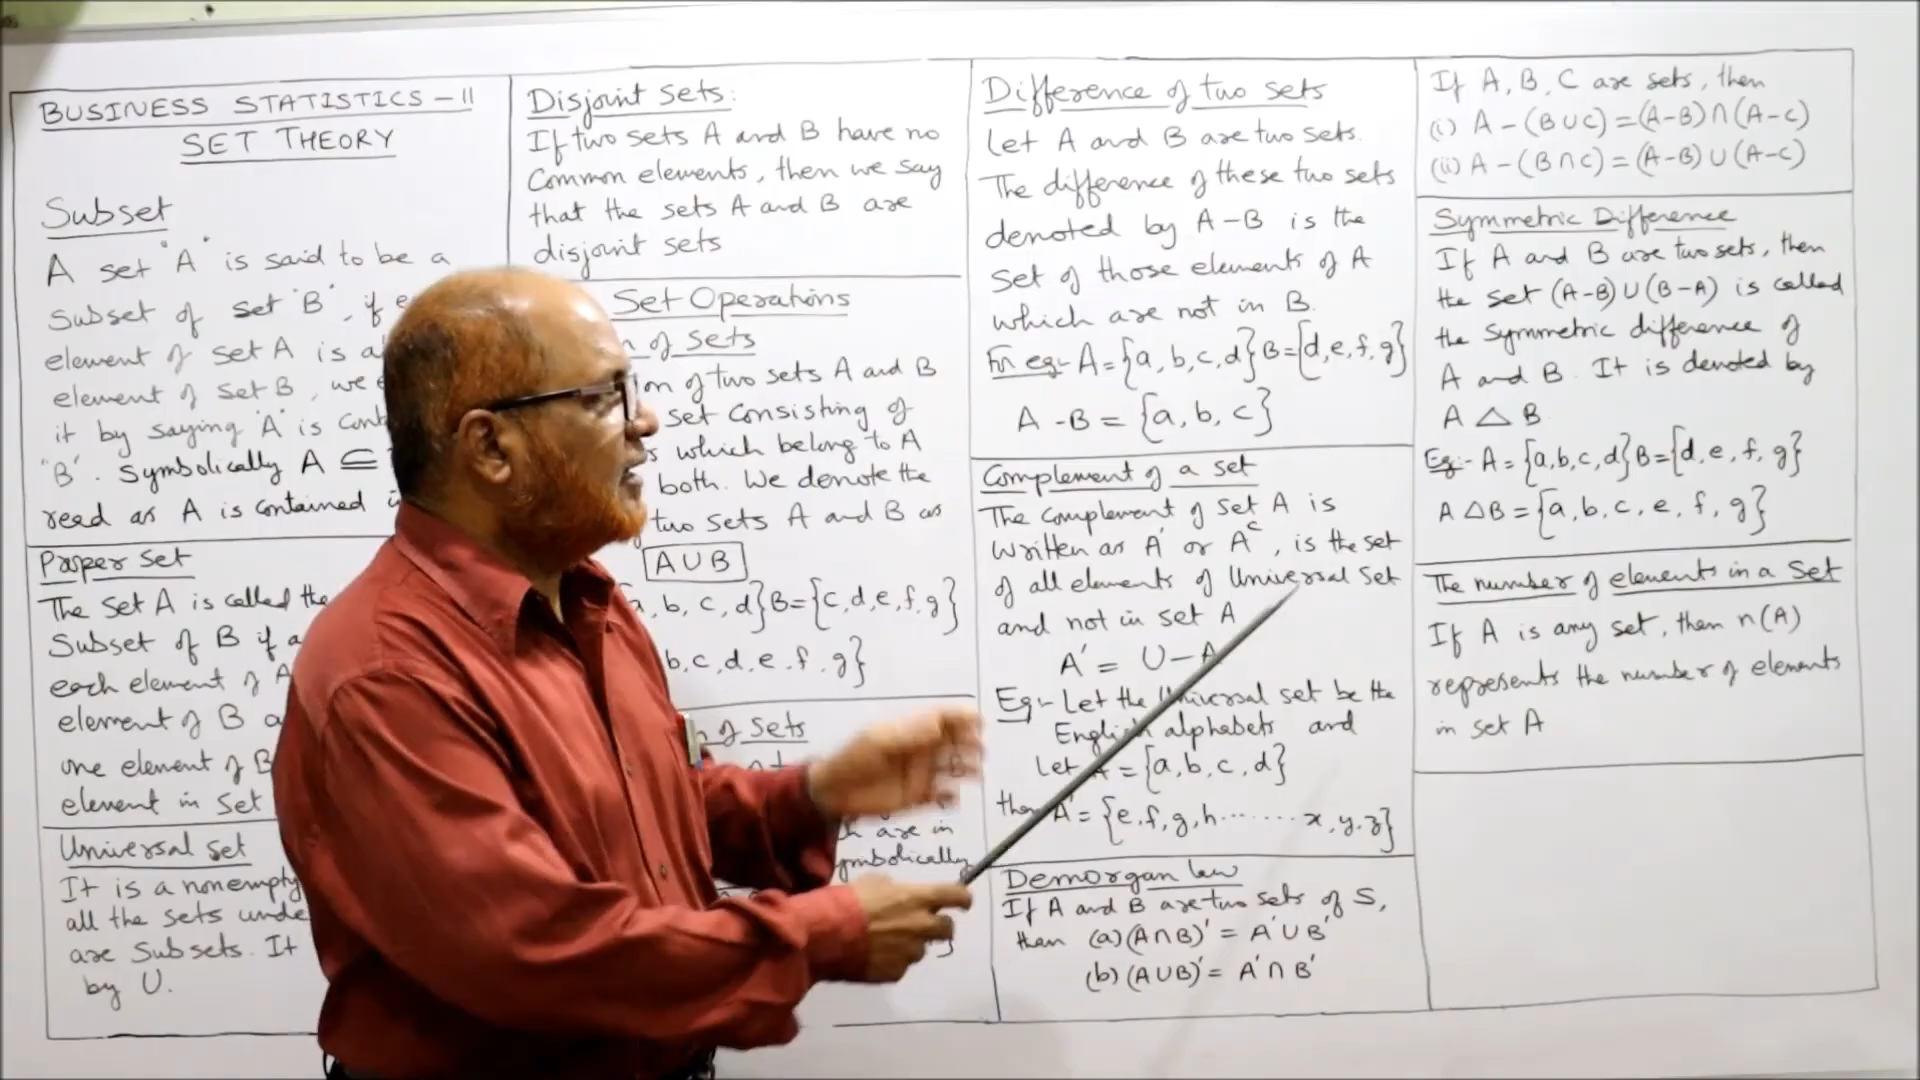 BUSINESS STATISTICS - II
SET THEORY
Subset
A set "A" is said to be a
subset of set "B", if
element of set A is
element of set B, we
it by saying 'A' is
"B". Symbolically A ⊆
read as A is contained
Proper set
The set A is called the
Subset of B if
each element of A
element of B
one element of B
element in set
Universal set
It is a nonempty
all the sets
are subsets. It
by U.
Disjoint sets:
If two sets A and B have no
Common elements, then we say
that the sets A and B are
disjoint sets
Set Operations
of sets
of two sets A and B
set consisting of
which belong to A
both. We denote the
two sets A and B as
A∪B
, b, c, d} B={c,d,e,f,g}
b,c,d,e,f,g}
of sets
B
are in
Difference of two sets
Let A and B are two sets.
The difference of these two sets
denoted by A-B is the
set of those elements of A
which are not in B.
For eg:- A={a,b,c,d} B={d,e,f,g}
A-B = {a,b,c}
Complement of a set
The complement of set A is
written as A' or Aᶜ, is the set
of all elements of Universal set
and not in set A
A' = U-A
Eg:- Let the Universal set be the
English alphabets and
Let A = {a,b,c,d}
then A' = {e,f,g,h........x,y,z}
Demorgan law
If A and B are two sets of S,
then (a) (A∩B)' = A'∪B'
(b) (A∪B)' = A'∩B'
If A, B, C are sets, then
(i) A-(B∪C)=(A-B)∩(A-C)
(ii) A-(B∩C)=(A-B)∪(A-C)
Symmetric Difference
If A and B are two sets, then
the set (A-B)∪(B-A) is called
the symmetric difference of
A and B. It is denoted by
A △ B
Eg:- A={a,b,c,d} B={d,e,f,g}
A△B={a,b,c,e,f,g}
The number of elements in a set
If A is any set, then n(A)
represents the number of elements
in set A